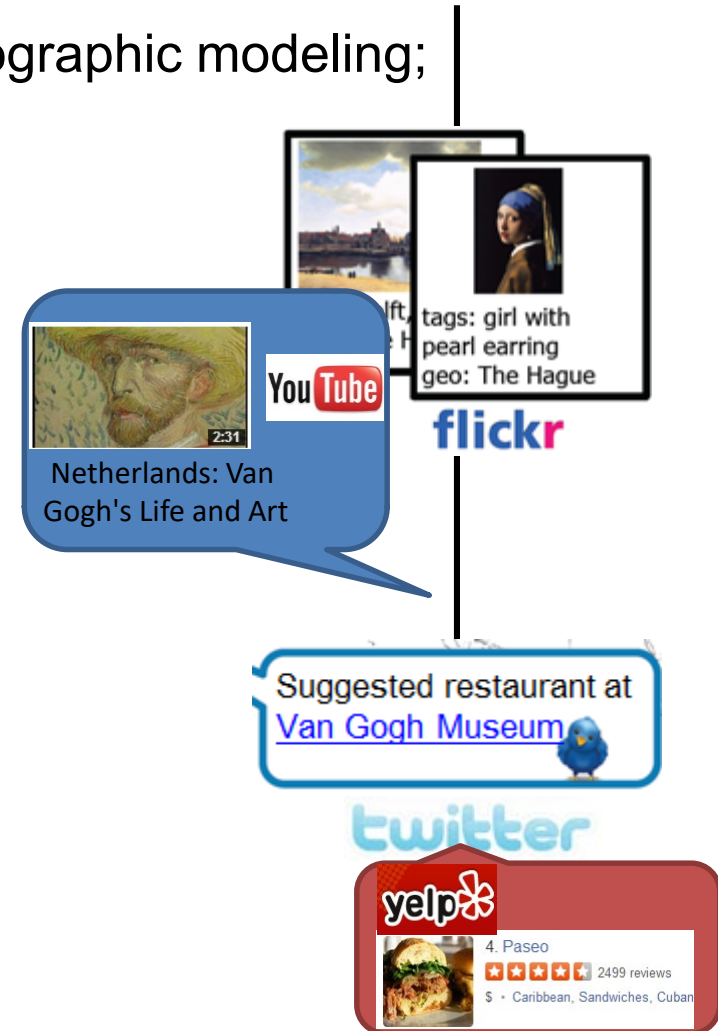 ographic modeling;
lft,
H
tags: girl with
pearl earring
geo: The Hague
flickr
You Tube
2:31
Netherlands: Van
Gogh's Life and Art
Suggested restaurant at
Van Gogh Museum
twitter
yelp
4. Paseo
2499 reviews
$ • Caribbean, Sandwiches, Cuban